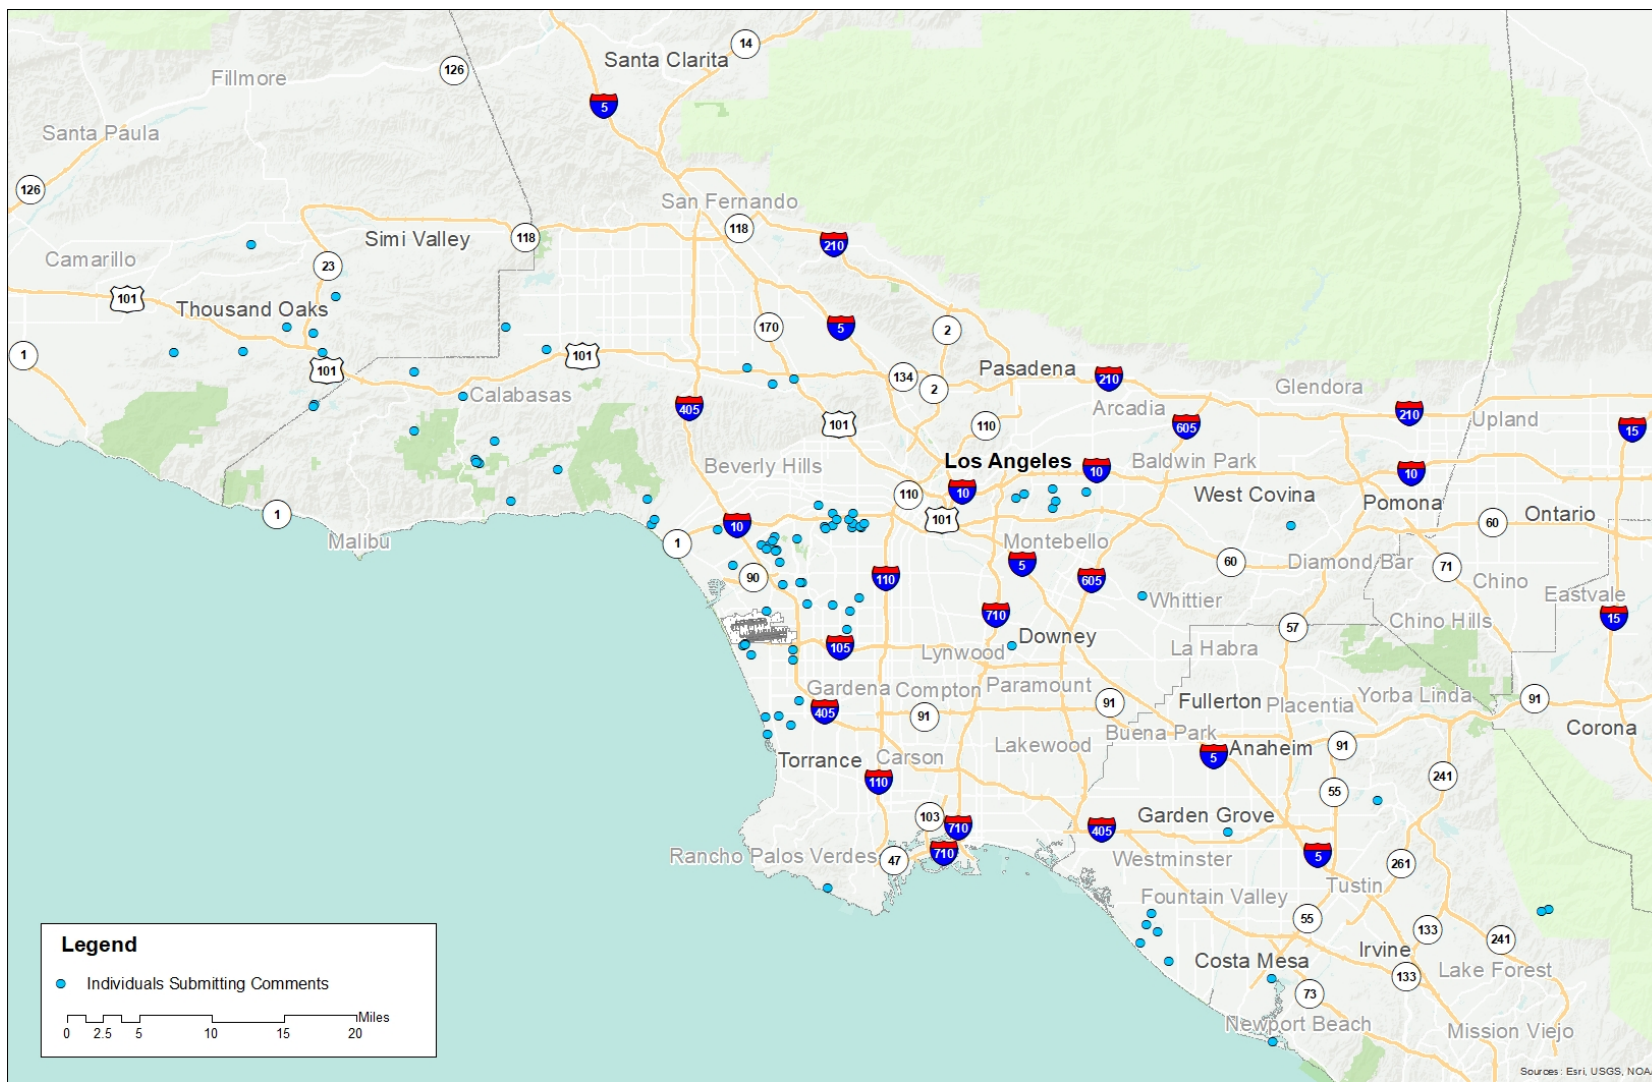 14
Santa Clarita
126
Fillmore
5
Santa Paula
126
San Fernando
118
Simi Valley
118
210
Camarillo
23
101
Thousand Oaks
170
5
2
1
101
101
Pasadena
134
210
2
Glendora
Calabasas
405
Arcadia
210
Upland
101
110
605
15
Beverly Hills
Los Angeles
10
Baldwin Park
10
110
10
West Covina
Pomona
1
10
101
60
Ontario
Malibu
1
Montebello
5
60
Diamond Bar
71
90
110
605
Chino
Eastvale
Whittier
710
15
Chino Hills
57
Downey
105
Lynwood
La Habra
Gardena
Compton
Paramount
Fullerton
Placentia
Yorba Linda
91
405
91
91
Buena Park
Corona
Torrance
Carson
Lakewood
5
Anaheim
91
110
241
55
103
710
405
Garden Grove
Rancho Palos Verdes
47
710
Westminster
5
261
Tustin
Fountain Valley
55
133
241
Irvine
Costa Mesa
133
Lake Forest
73
Newport Beach
Mission Viejo
Legend
Individuals Submitting Comments
Miles
0 2.5 5 10 15 20
Sources: Esri, USGS, NOA